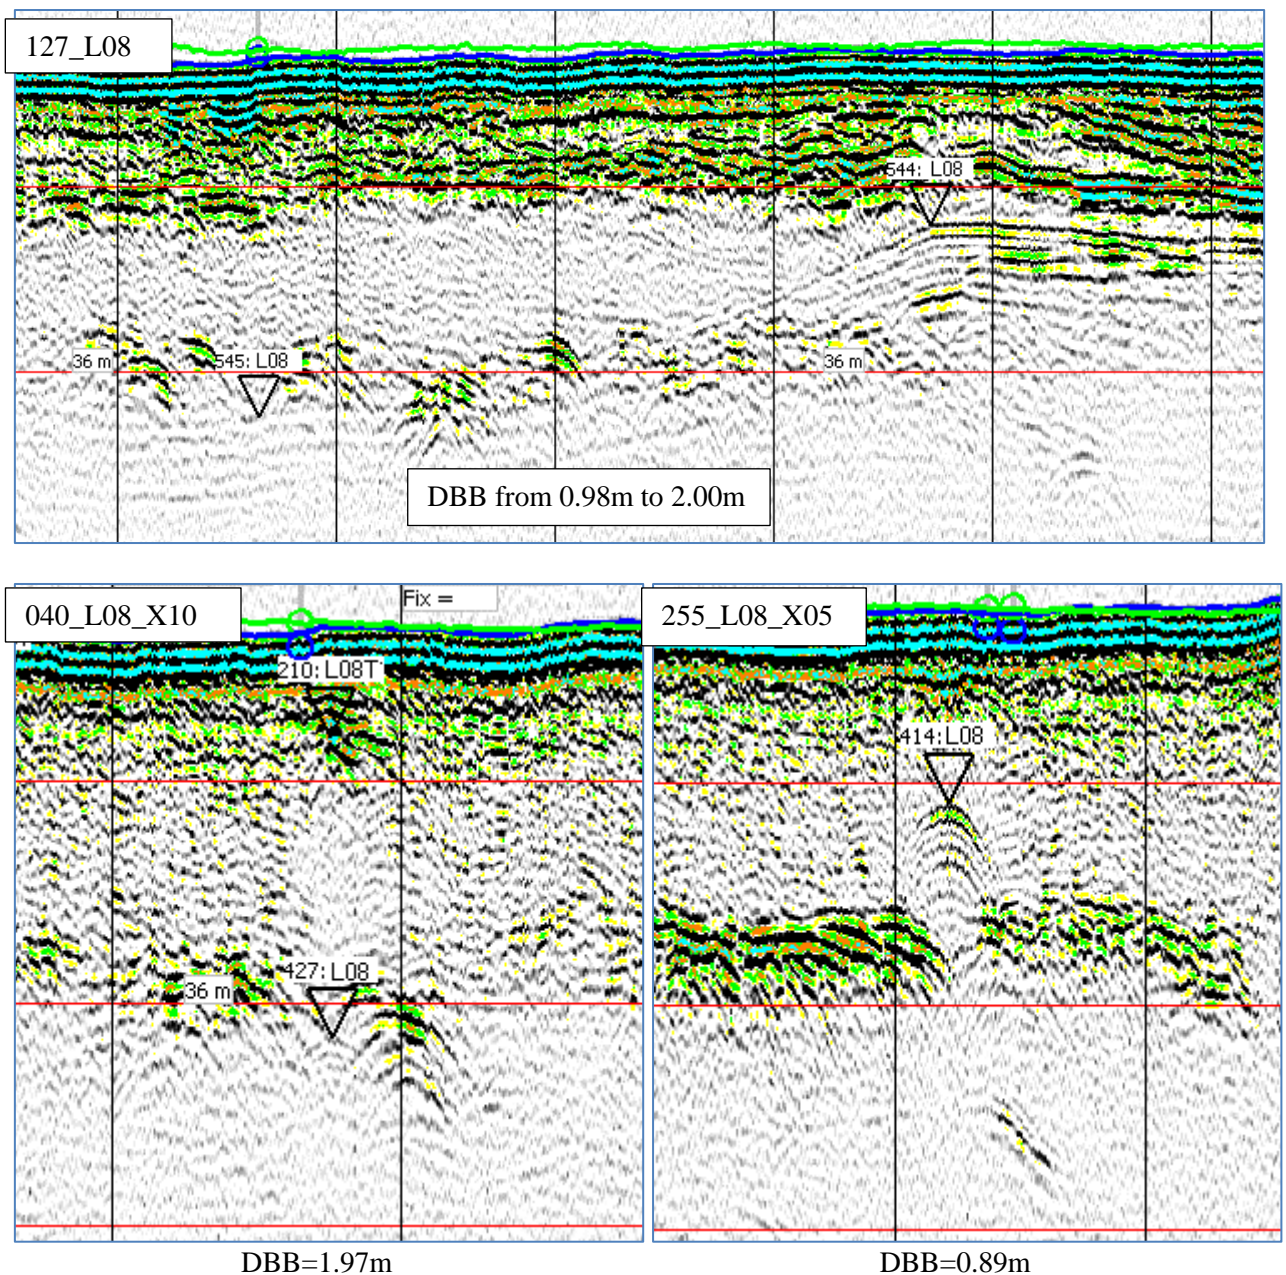 127_L08
544: L08
36 m
545: L08
36 m
DBB from 0.98m to 2.00m
040_L08_X10
Fix =
255_L08_X05
210:L08T
414:L08
427:L08
36 m
DBB=1.97m
DBB=0.89m